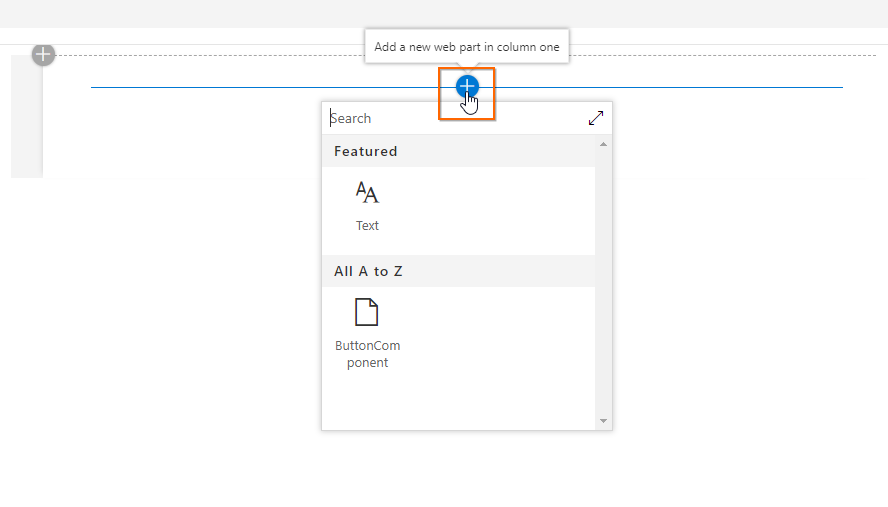 Add a new web part in column one
Search
Featured
Text
All A to Z
ButtonCom
ponent